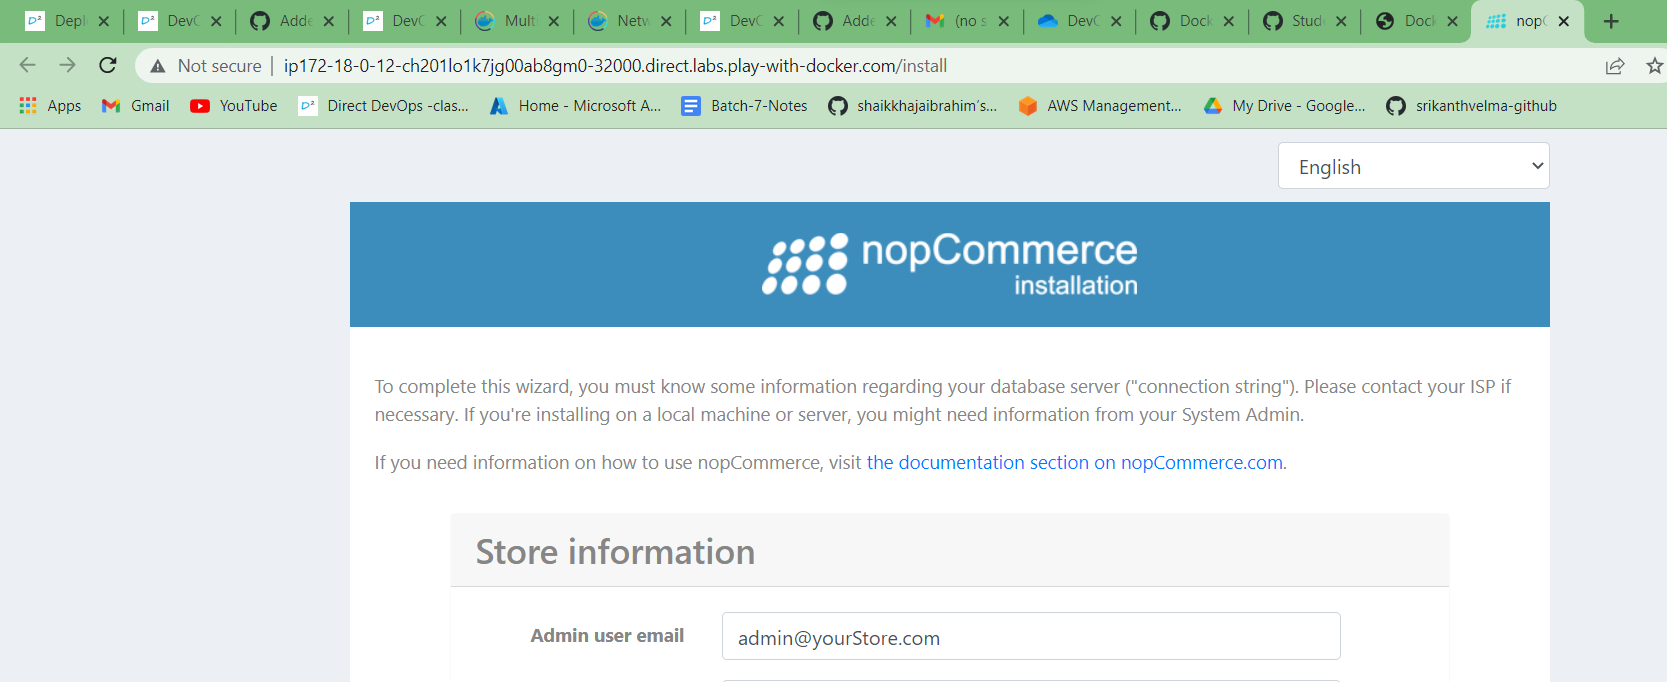 Depl DevC Adde DevC Multi Netw DevC Adde (no s DevC Dock Stud Dock nopC
Not secure ip172-18-0-12-ch201lo1k7jg00ab8gm0-32000.direct.labs.play-with-docker.com/install
Apps Gmail YouTube D² Direct DevOps -clas... Home - Microsoft A... Batch-7-Notes shaikkhajaibrahim's... AWS Management... My Drive - Google... srikanthvelma-github
English
nopCommerce
installation
To complete this wizard, you must know some information regarding your database server ("connection string"). Please contact your ISP if
necessary. If you're installing on a local machine or server, you might need information from your System Admin.
If you need information on how to use nopCommerce, visit the documentation section on nopCommerce.com.
Store information
Admin user email admin@yourStore.com